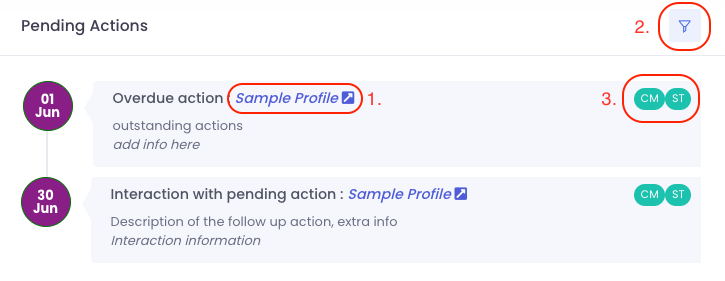 Pending Actions
2.
01
Jun
Overdue action : Sample Profile
1.
3.
CM ST
outstanding actions
add info here
30
Jun
Interaction with pending action : Sample Profile
CM ST
Description of the follow up action, extra info
Interaction information